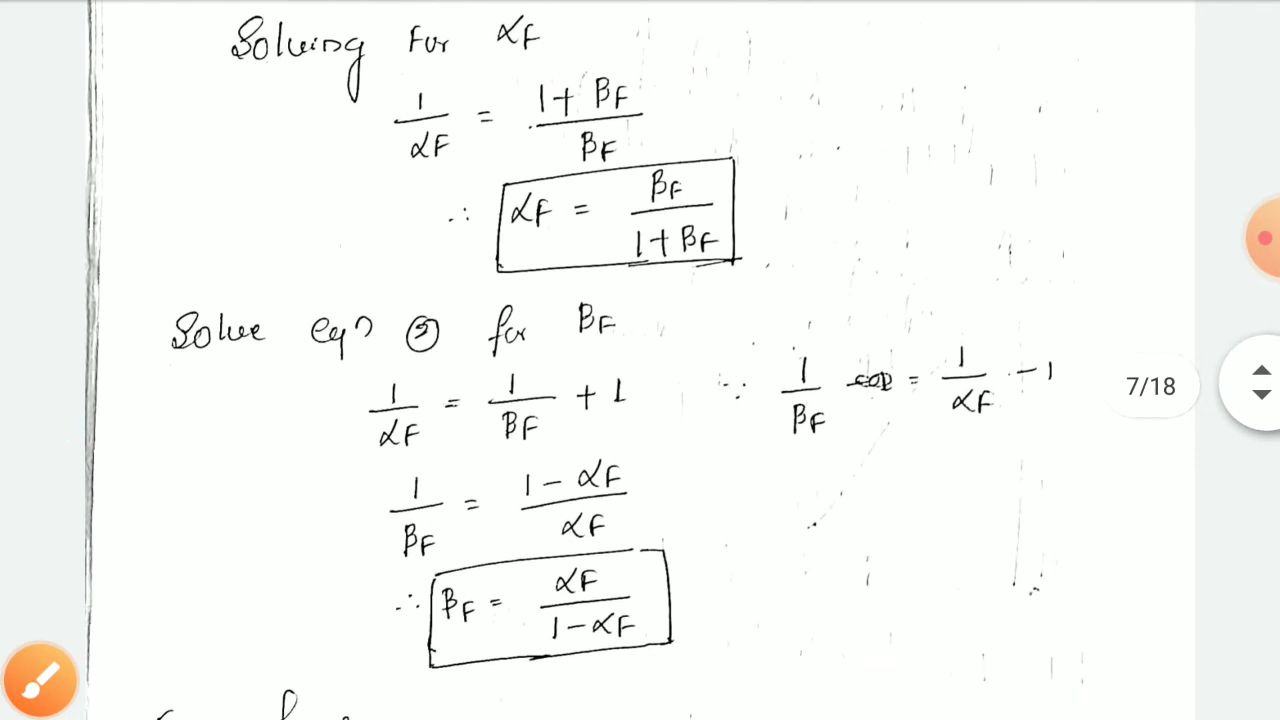 Solving For αF
1/αF = 1+ βF/βF
∴ αF = βF/1+ βF
Solve eqn ② for βF
1/αF = 1/βF + 1 ∵ 1/βF = 1/αF - 1
7/18
1/βF = 1 - αF/αF
∴ βF = αF/1 - αF